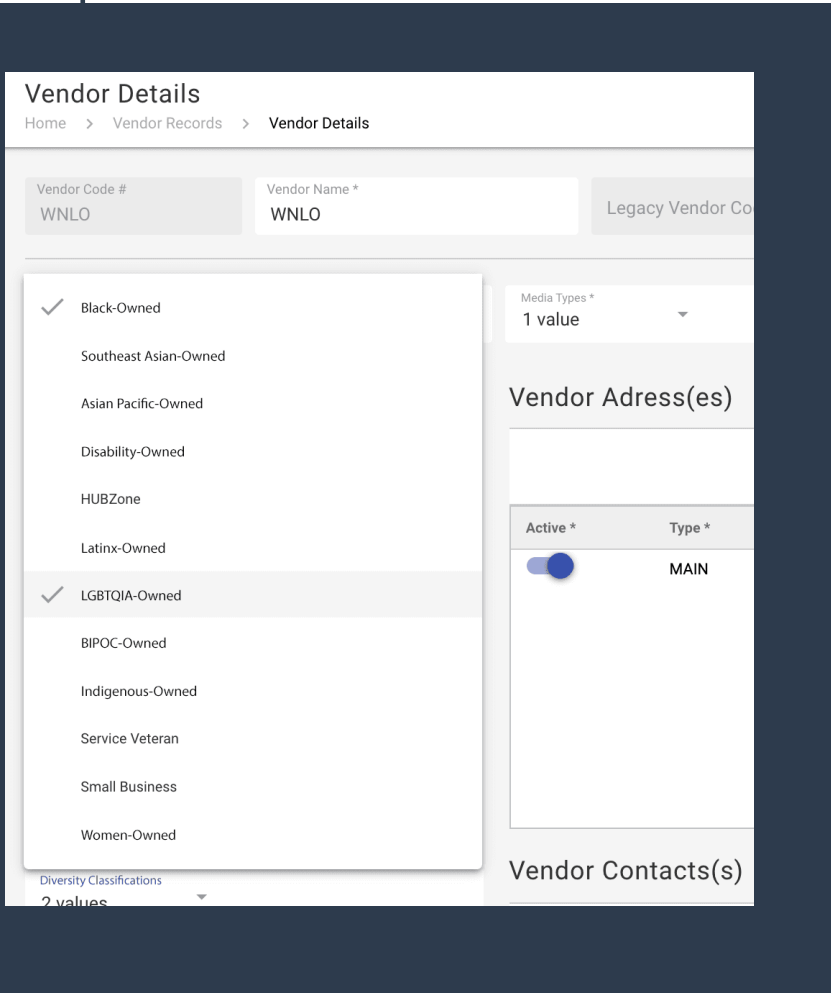 Vendor Details
Home > Vendor Records > Vendor Details
Vendor Code #
WNLO
Vendor Name *
WNLO
Legacy Vendor Co
Black-Owned
Southeast Asian-Owned
Asian Pacific-Owned
Disability-Owned
HUBZone
Latinx-Owned
LGBTQIA-Owned
BIPOC-Owned
Indigenous-Owned
Service Veteran
Small Business
Women-Owned
Diversity Classifications
2 values
Media Types *
1 value
Vendor Adress(es)
Active * Type *
MAIN
Vendor Contacts(s)